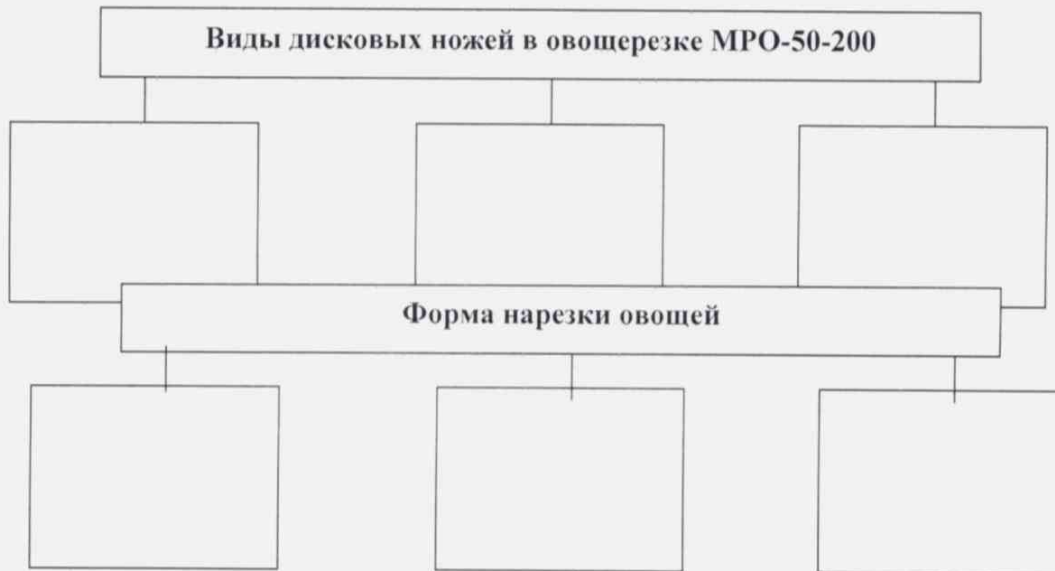 Виды дисковых ножей в овощерезке МРО-50-200
Форма нарезки овощей